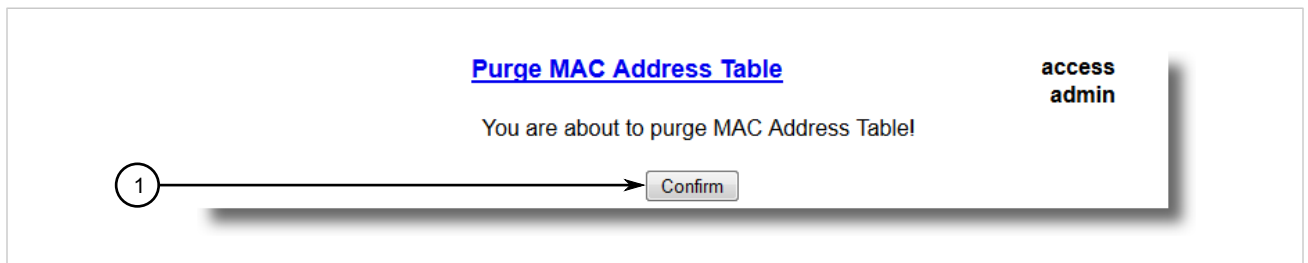 Purge MAC Address Table
access
admin
You are about to purge MAC Address Table!
1
Confirm